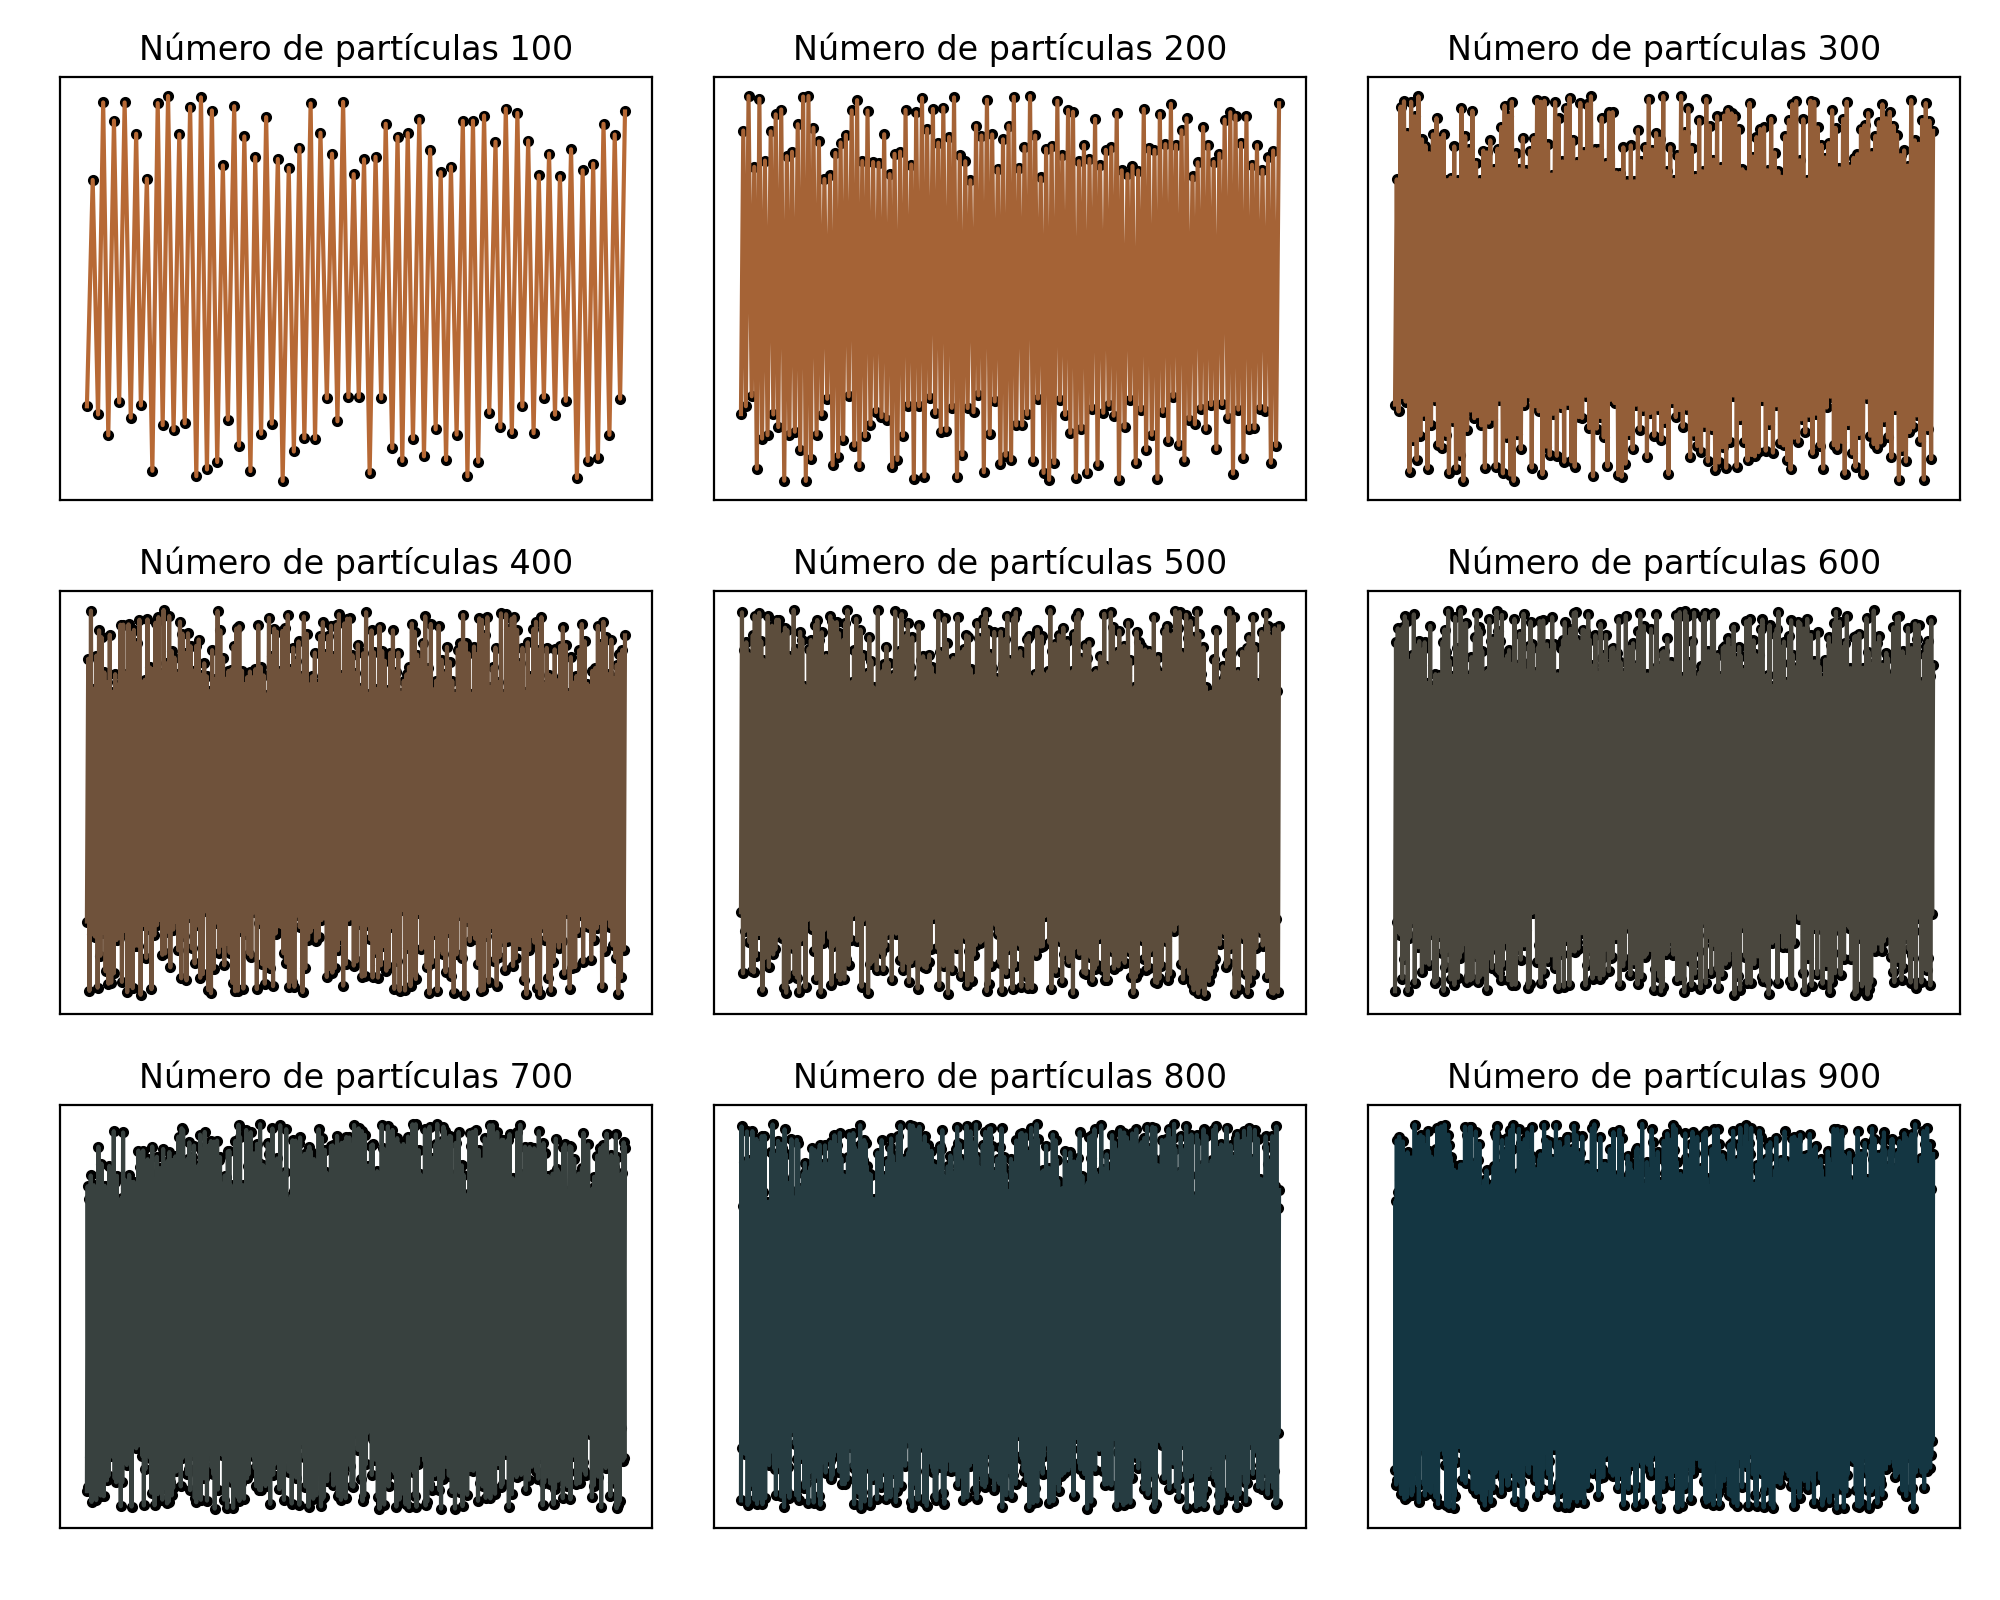 Número de partículas 100
Número de partículas 200
Número de partículas 300
Número de partículas 400
Número de partículas 500
Número de partículas 600
Número de partículas 700
Número de partículas 800
Número de partículas 900